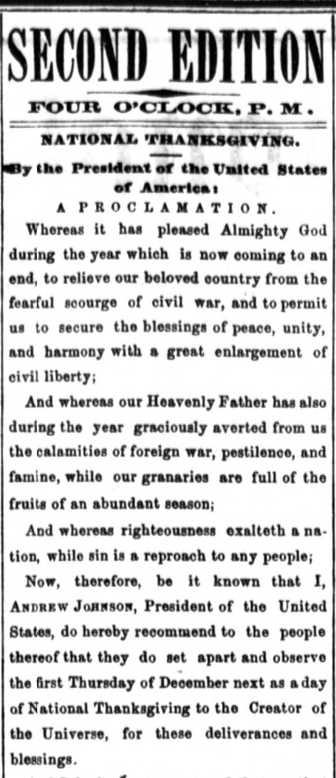 SECOND EDITION
FOUR O'CLOCK, P. M.
NATIONAL THANKSGIVING.
By the President of the United States
of America:
A PROCLAMATION.
Whereas it has pleased Almighty God
during the year which is now coming to an
end, to relieve our beloved country from the
fearful scourge of civil war, and to permit
us to secure the blessings of peace, unity,
and harmony with a great enlargement of
civil liberty;
And whereas our Heavenly Father has also
during the year graciously averted from us
the calamities of foreign war, pestilence, and
famine, while our granaries are full of the
fruits of an abundant season;
And whereas righteousness exalteth a na-
tion, while sin is a reproach to any people;
Now, therefore, be it known that I,
ANDREW JOHNSON, President of the United
States, do hereby recommend to the people
thereof that they do set apart and observe
the first Thursday of December next as a day
of National Thanksgiving to the Creator of
the Universe, for these deliverances and
blessings.